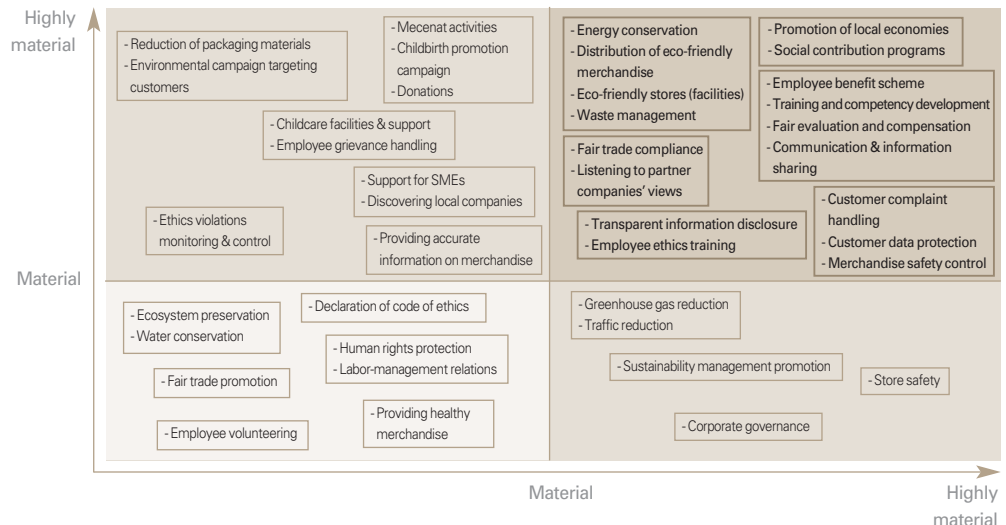 Highly
material
- Reduction of packaging materials
- Environmental campaign targeting
customers
- Mecenat activities
- Childbirth promotion
campaign
- Donations
- Childcare facilities & support
- Employee grievance handling
- Support for SMEs
- Discovering local companies
- Ethics violations
monitoring & control
- Providing accurate
information on merchandise
- Energy conservation
- Distribution of eco-friendly
merchandise
- Eco-friendly stores (facilities)
- Waste management
- Promotion of local economies
- Social contribution programs
- Employee benefit scheme
- Training and competency development
- Fair evaluation and compensation
- Communication & information
sharing
- Fair trade compliance
- Listening to partner
companies’ views
- Transparent information disclosure
- Employee ethics training
- Customer complaint
handling
- Customer data protection
- Merchandise safety control
Material
- Ecosystem preservation
- Water conservation
- Declaration of code of ethics
- Human rights protection
- Labor-management relations
- Fair trade promotion
- Employee volunteering
- Providing healthy
merchandise
- Greenhouse gas reduction
- Traffic reduction
- Sustainability management promotion
- Store safety
- Corporate governance
Material
Highly
material